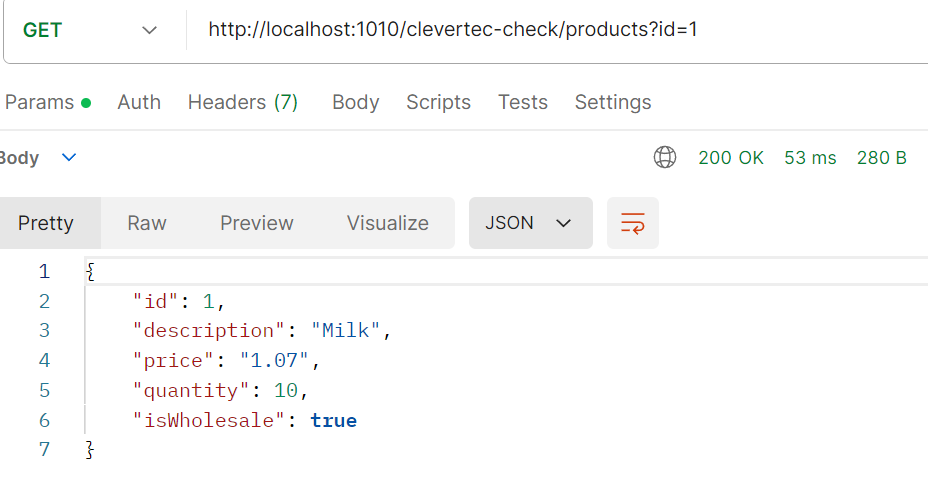 GET http://localhost:1010/clevertec-check/products?id=1
Params Auth Headers (7) Body Scripts Tests Settings
Body 200 OK 53 ms 280 B
Pretty Raw Preview Visualize JSON
1 {
2 "id": 1,
3 "description": "Milk",
4 "price": "1.07",
5 "quantity": 10,
6 "isWholesale": true
7 }